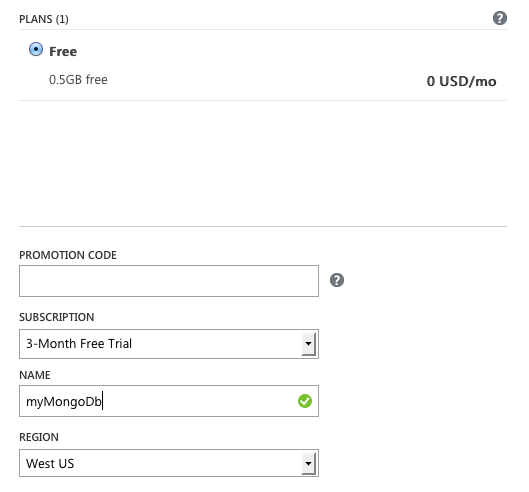 PLANS (1)
?
Free
0.5GB free
0 USD/mo
PROMOTION CODE
?
SUBSCRIPTION
3-Month Free Trial
NAME
myMongoDb
REGION
West US